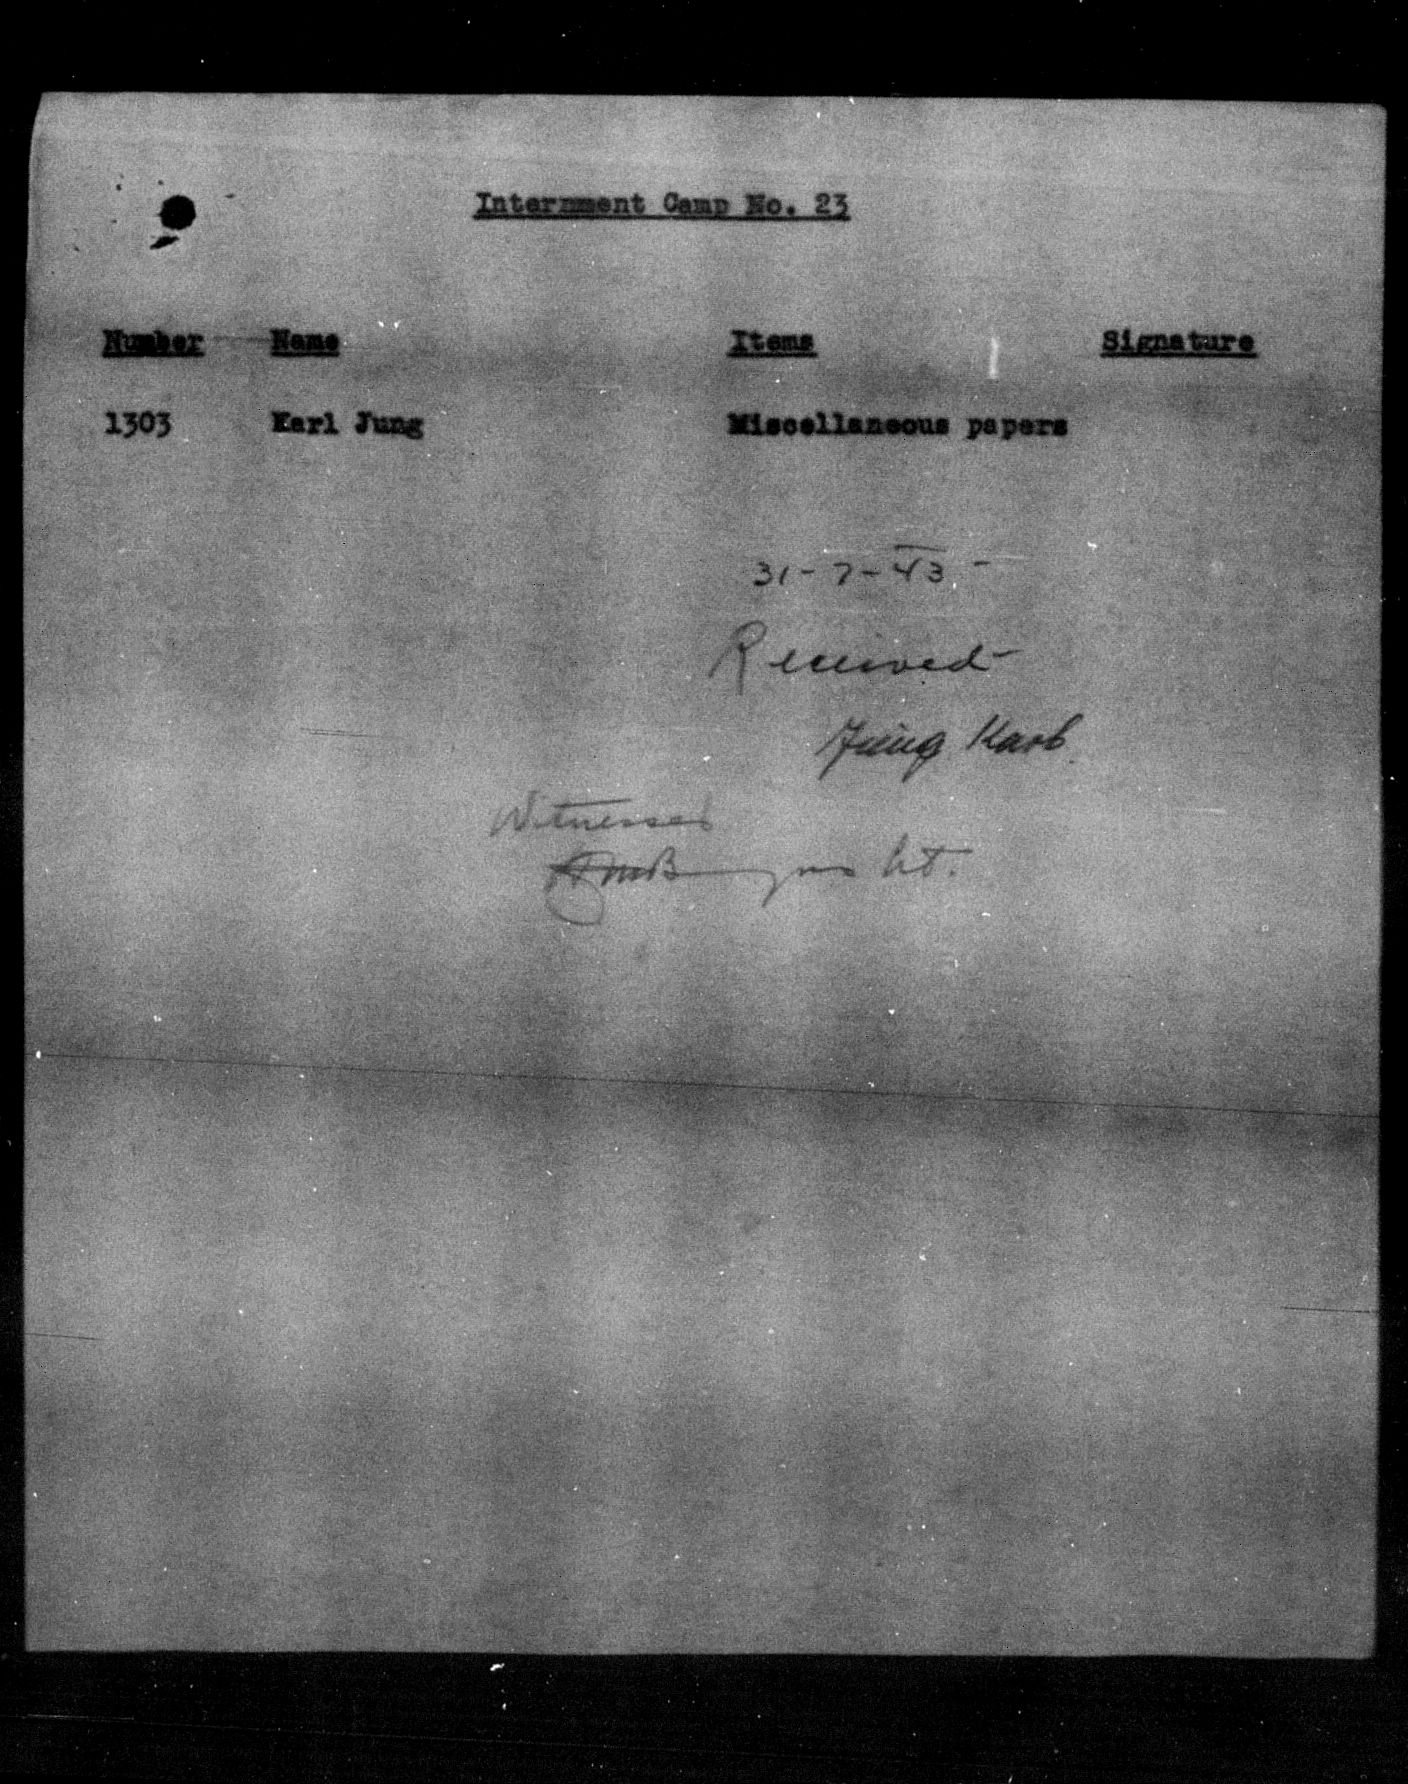 Internment Camp No. 23
Number Name Items Signature
1303 Karl Jung Miscellaneous papers
31-7-43-
Received
Jung Karl
Witnessed
Lt.